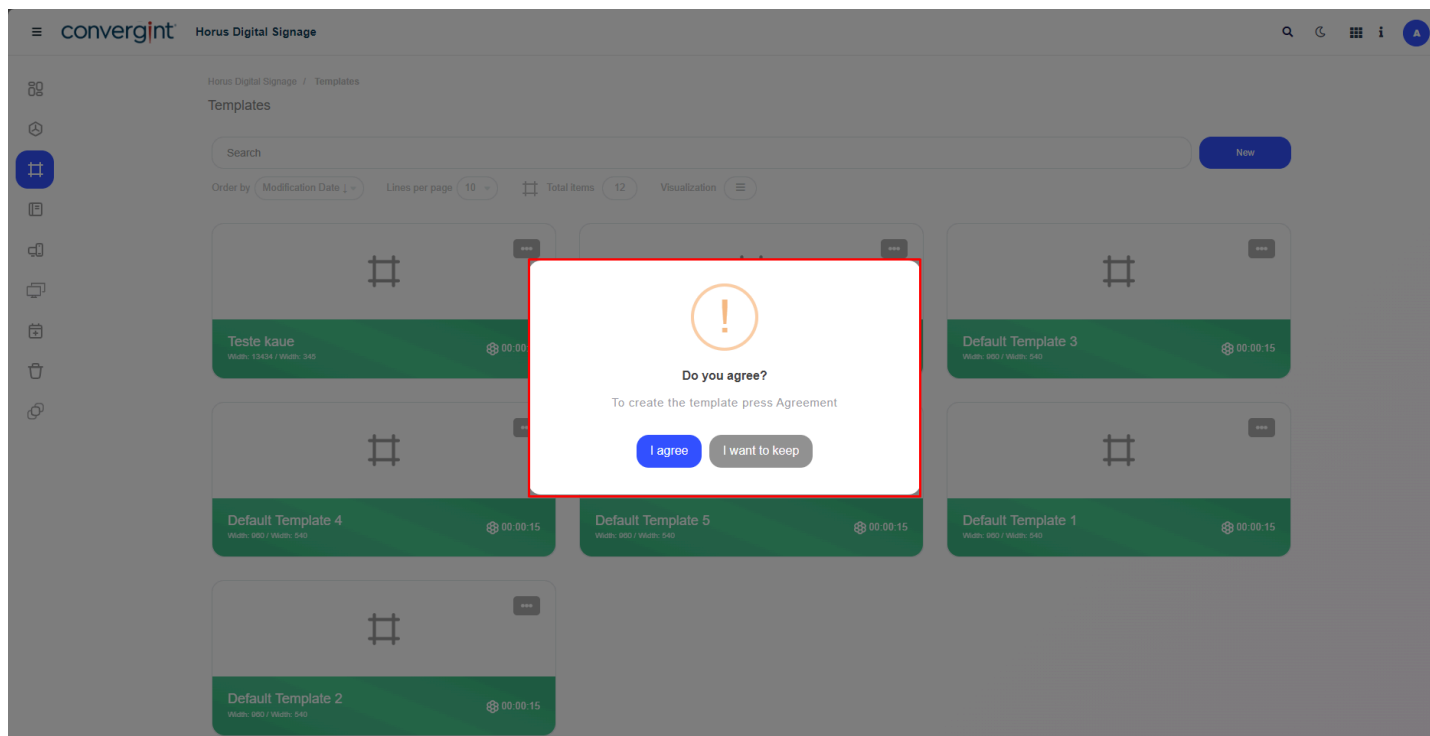 convergint Horus Digital Signage
A
Horus Digital Signage / Templates
Templates
Search
New
Order by Modification Date ↓ Lines per page 10 Total items 12 Visualization
Teste kaue
Width: 13434 / Width: 345
00:00:
Default Template 3
Width: 960 / Width: 540
00:00:15
!
Do you agree?
To create the template press Agreement
I agree I want to keep
Default Template 4
Width: 960 / Width: 540
00:00:15
Default Template 5
Width: 960 / Width: 540
00:00:15
Default Template 1
Width: 960 / Width: 540
00:00:15
Default Template 2
Width: 960 / Width: 540
00:00:15